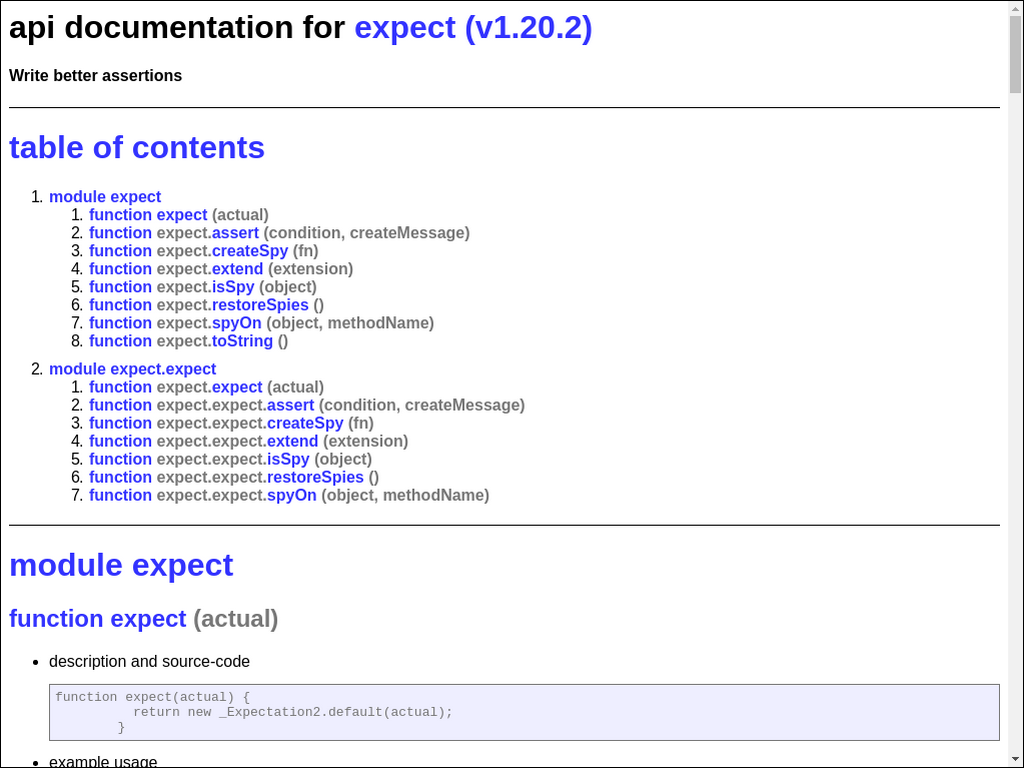 api documentation for expect (v1.20.2)
Write better assertions
table of contents
1. module expect
1. function expect (actual)
2. function expect.assert (condition, createMessage)
3. function expect.createSpy (fn)
4. function expect.extend (extension)
5. function expect.isSpy (object)
6. function expect.restoreSpies ()
7. function expect.spyOn (object, methodName)
8. function expect.toString ()
2. module expect.expect
1. function expect.expect (actual)
2. function expect.expect.assert (condition, createMessage)
3. function expect.expect.createSpy (fn)
4. function expect.expect.extend (extension)
5. function expect.expect.isSpy (object)
6. function expect.expect.restoreSpies ()
7. function expect.expect.spyOn (object, methodName)
module expect
function expect (actual)
• description and source-code
function expect(actual) {
return new _Expectation2.default(actual);
}
• example usage